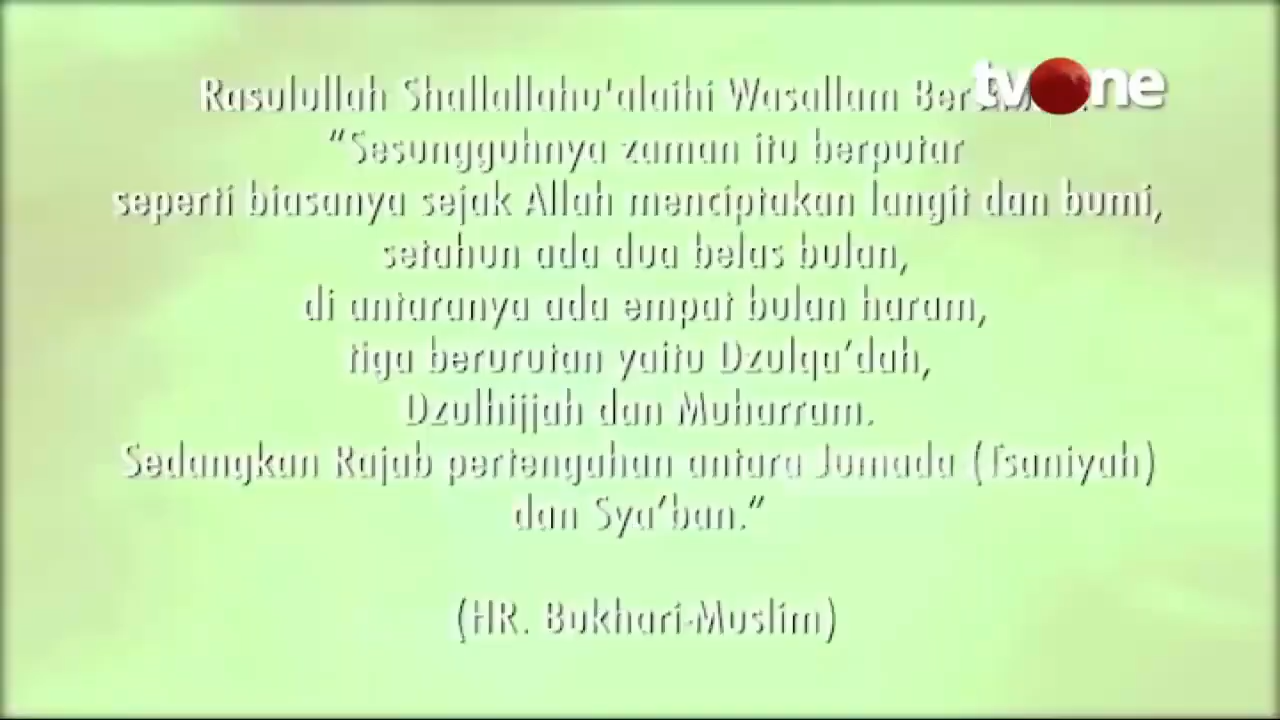 tvOne
Rasulullah Shallallahu'alaihi Wasallam
"Sesungguhnya zaman itu berputar
seperti biasanya sejak Allah menciptakan langit dan bumi,
setahun ada dua belas bulan,
di antaranya ada empat bulan haram,
tiga berurutan yaitu Dzulqa'dah,
Dzulhijjah dan Muharram.
Sedangkan Rajab pertengahan antara Jumada (Tsaniyah)
dan Sya'ban."
(HR. Bukhari-Muslim)